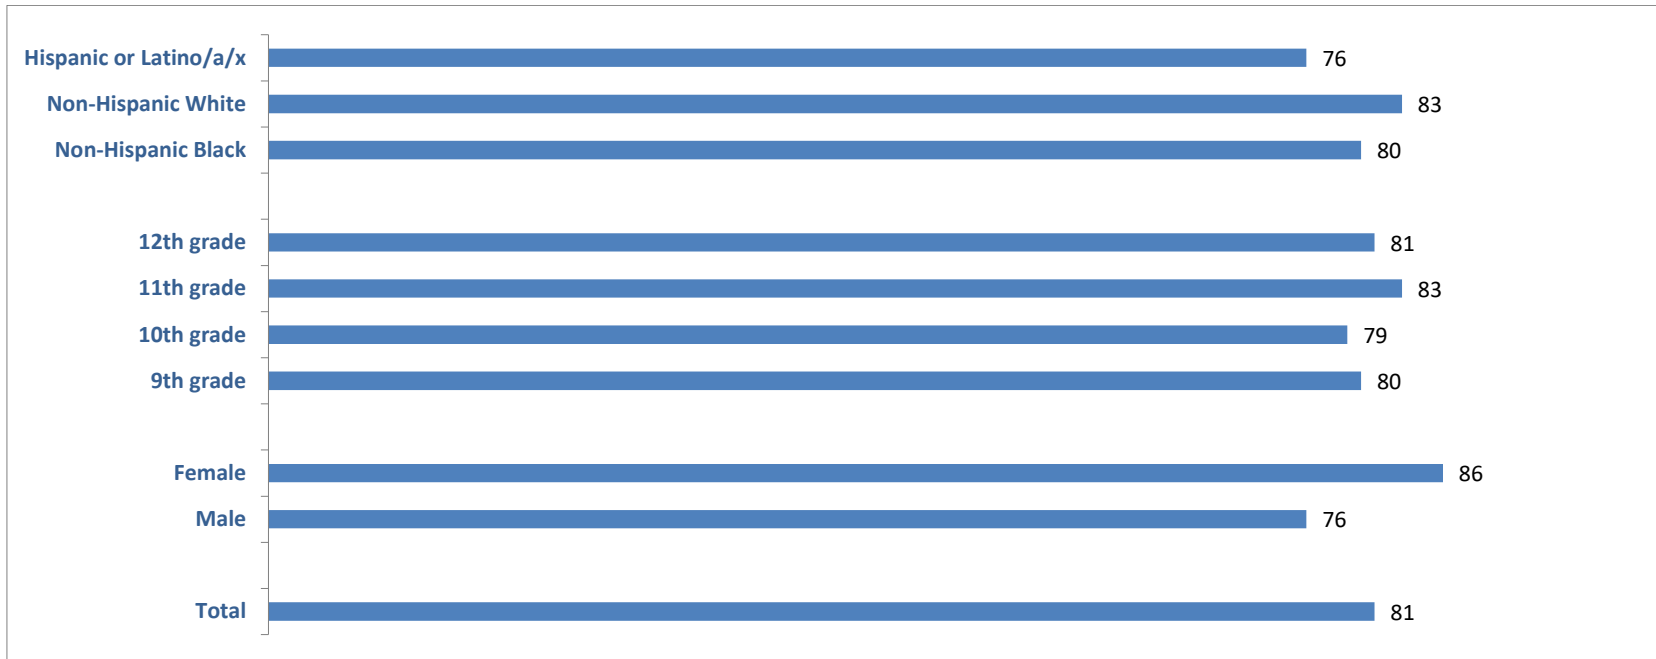 Hispanic or Latino/a/x 76
Non-Hispanic White 83
Non-Hispanic Black 80
12th grade 81
11th grade 83
10th grade 79
9th grade 80
Female 86
Male 76
Total 81